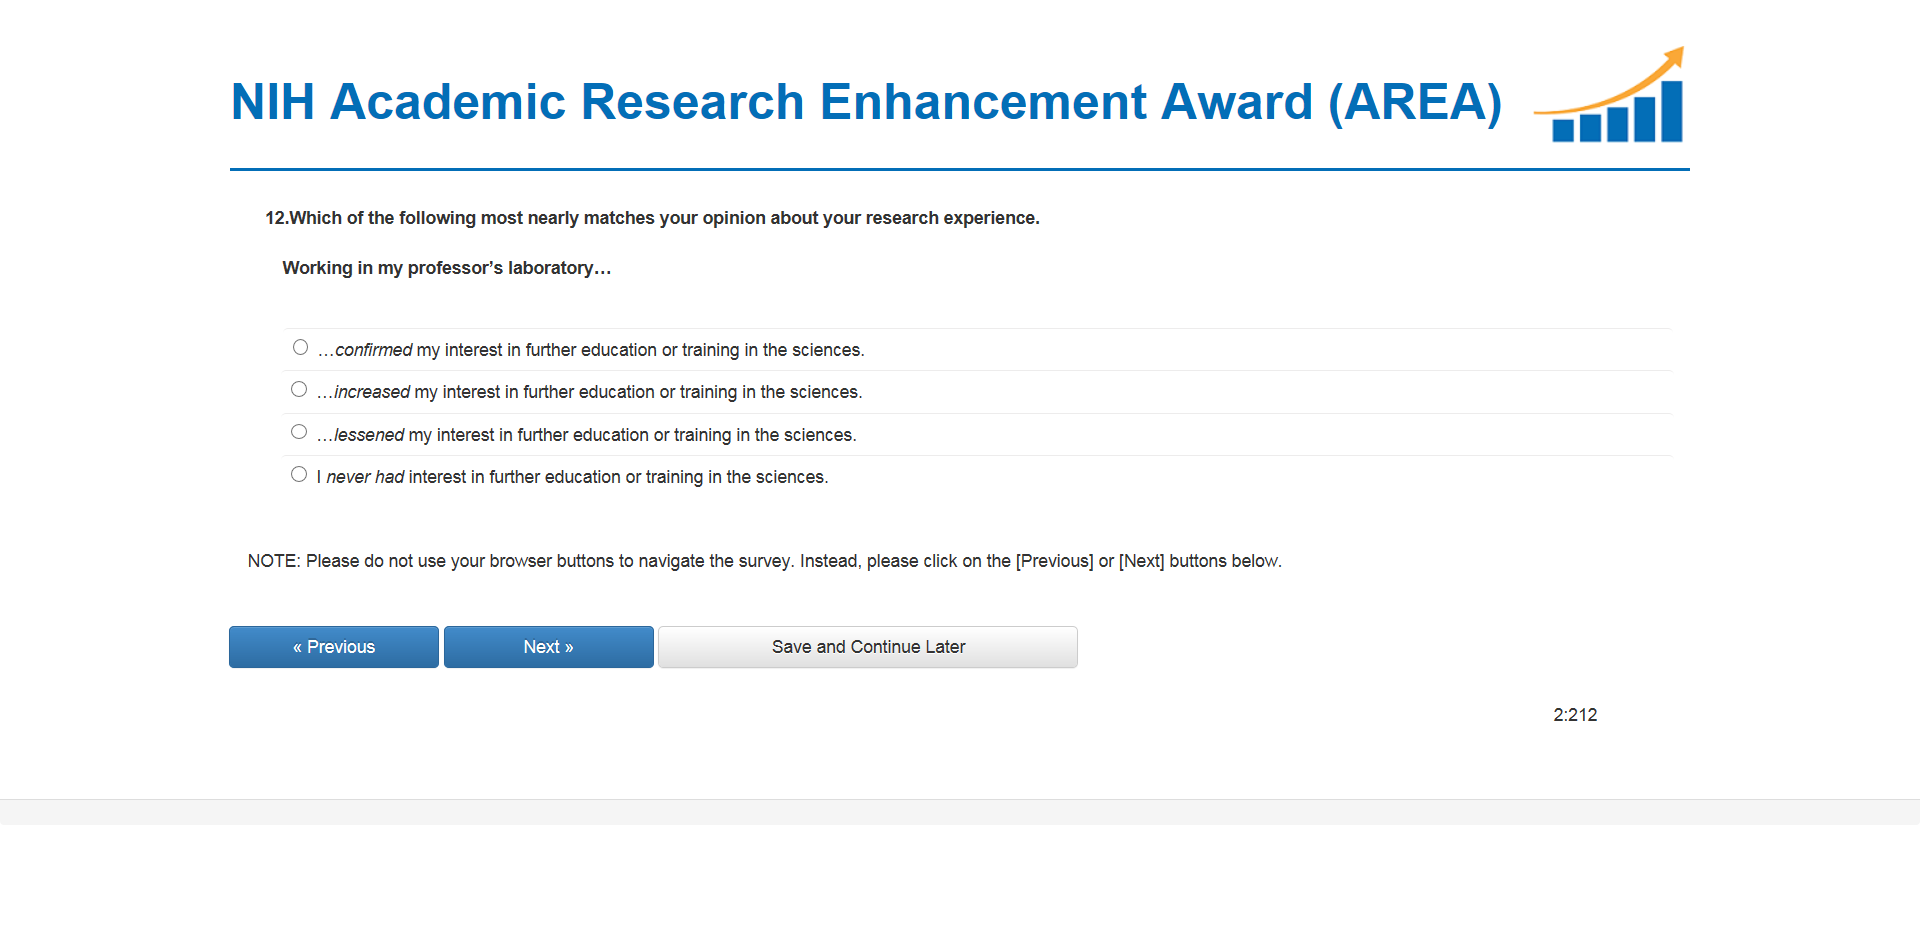 NIH Academic Research Enhancement Award (AREA)
12.Which of the following most nearly matches your opinion about your research experience.
Working in my professor’s laboratory…
…confirmed my interest in further education or training in the sciences.
…increased my interest in further education or training in the sciences.
…lessened my interest in further education or training in the sciences.
I never had interest in further education or training in the sciences.
NOTE: Please do not use your browser buttons to navigate the survey. Instead, please click on the [Previous] or [Next] buttons below.
« Previous
Next »
Save and Continue Later
2:212